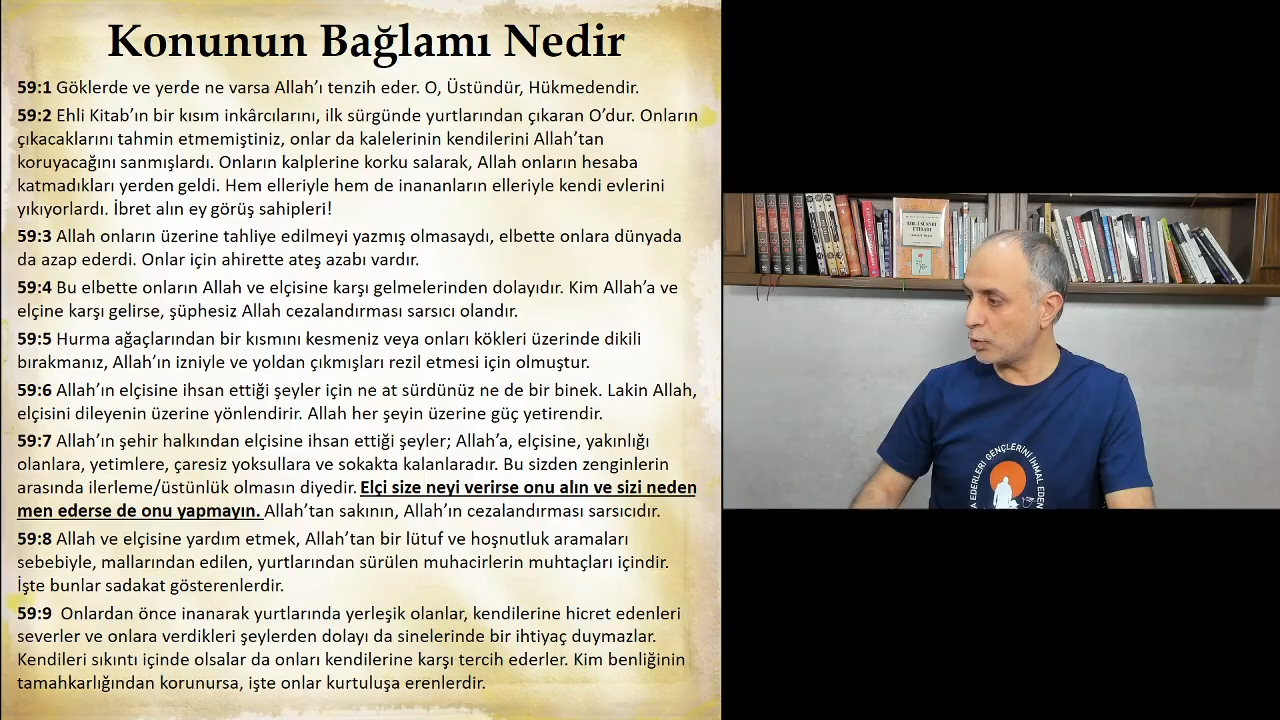 Konunun Bağlamı Nedir
59:1 Göklerde ve yerde ne varsa Allah’ı tenzih eder. O, Üstündür, Hükmedendir.
59:2 Ehli Kitab’ın bir kısım inkârcılarını, ilk sürgünde yurtlarından çıkaran O’dur. Onların
çıkacaklarını tahmin etmemiştiniz, onlar da kalelerinin kendilerini Allah’tan
koruyacağını sanmışlardı. Onların kalplerine korku salarak, Allah onların hesaba
katmadıkları yerden geldi. Hem elleriyle hem de inananların elleriyle kendi evlerini
yıkıyorlardı. İbret alın ey görüş sahipleri!
59:3 Allah onların üzerine tahliye edilmeyi yazmış olmasaydı, elbette onlara dünyada
da azap ederdi. Onlar için ahirette ateş azabı vardır.
59:4 Bu elbette onların Allah ve elçisine karşı gelmelerinden dolayıdır. Kim Allah’a ve
elçine karşı gelirse, şüphesiz Allah cezalandırması sarsıcı olandır.
59:5 Hurma ağaçlarından bir kısmını kesmeniz veya onları kökleri üzerinde dikili
bırakmanız, Allah’ın izniyle ve yoldan çıkmışları rezil etmesi için olmuştur.
59:6 Allah’ın elçisine ihsan ettiği şeyler için ne at sürdünüz ne de bir binek. Lakin Allah,
elçisini dileyenin üzerine yönlendirir. Allah her şeyin üzerine güç yetirendir.
59:7 Allah’ın şehir halkından elçisine ihsan ettiği şeyler; Allah’a, elçisine, yakınlığı
olanlara, yetimlere, çaresiz yoksullara ve sokakta kalanlaradır. Bu sizden zenginlerin
arasında ilerleme/üstünlük olmasın diyedir. Elçi size neyi verirse onu alın ve sizi neden
men ederse de onu yapmayın. Allah’tan sakının, Allah’ın cezalandırması sarsıcıdır.
59:8 Allah ve elçisine yardım etmek, Allah’tan bir lütuf ve hoşnutluk aramaları
sebebiyle, mallarından edilen, yurtlarından sürülen muhacirlerin muhtaçları içindir.
İşte bunlar sadakat gösterenlerdir.
59:9 Onlardan önce inanarak yurtlarında yerleşik olanlar, kendilerine hicret edenleri
severler ve onlara verdikleri şeylerden dolayı da sinelerinde bir ihtiyaç duymazlar.
Kendileri sıkıntı içinde olsalar da onları kendilerine karşı tercih ederler. Kim benliğinin
tamahkarlığından korunursa, işte onlar kurtuluşa erenlerdir.
EDERLERİ GENÇLERİNİ İHMAL EDEN